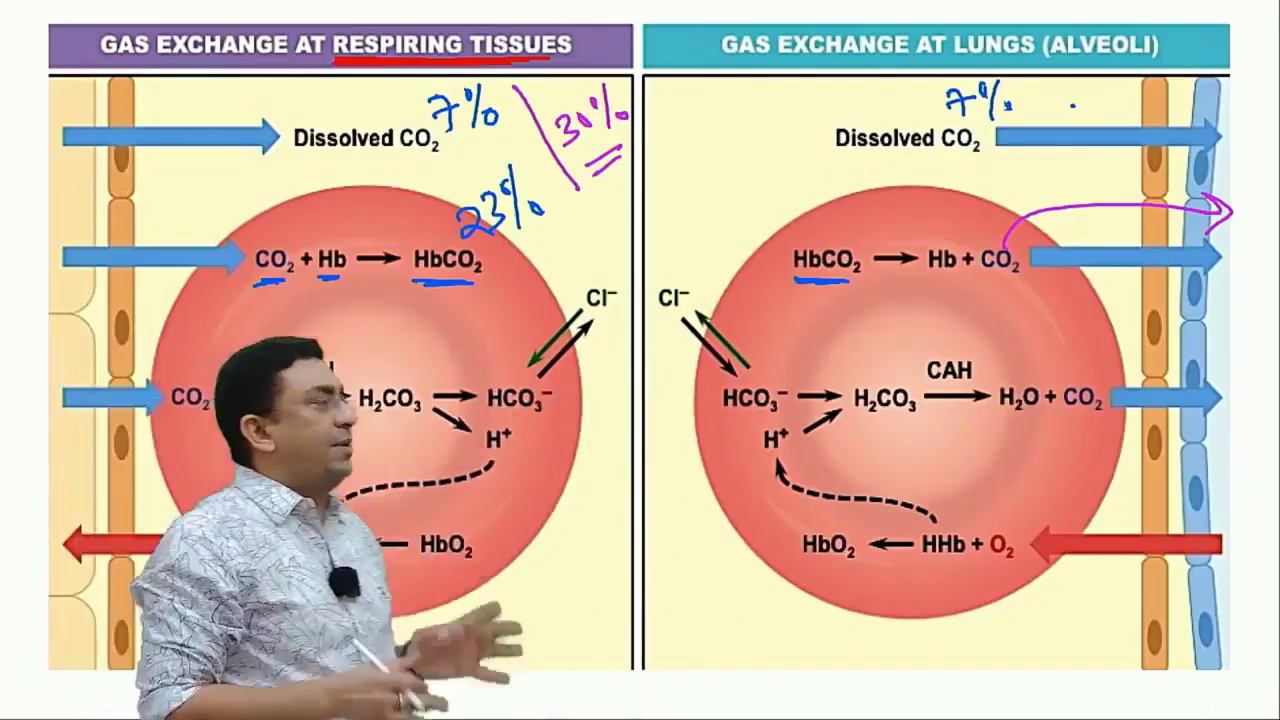 GAS EXCHANGE AT RESPIRING TISSUES
7%
30%
Dissolved CO₂
23%
CO₂ + Hb → HbCO₂
Cl⁻
CO₂
H₂CO₃ → HCO₃⁻
H⁺
← HbO₂
GAS EXCHANGE AT LUNGS (ALVEOLI)
7%
Dissolved CO₂
HbCO₂ → Hb + CO₂
Cl⁻
CAH
HCO₃⁻ → H₂CO₃ → H₂O + CO₂
H⁺
HbO₂ ← HHb + O₂